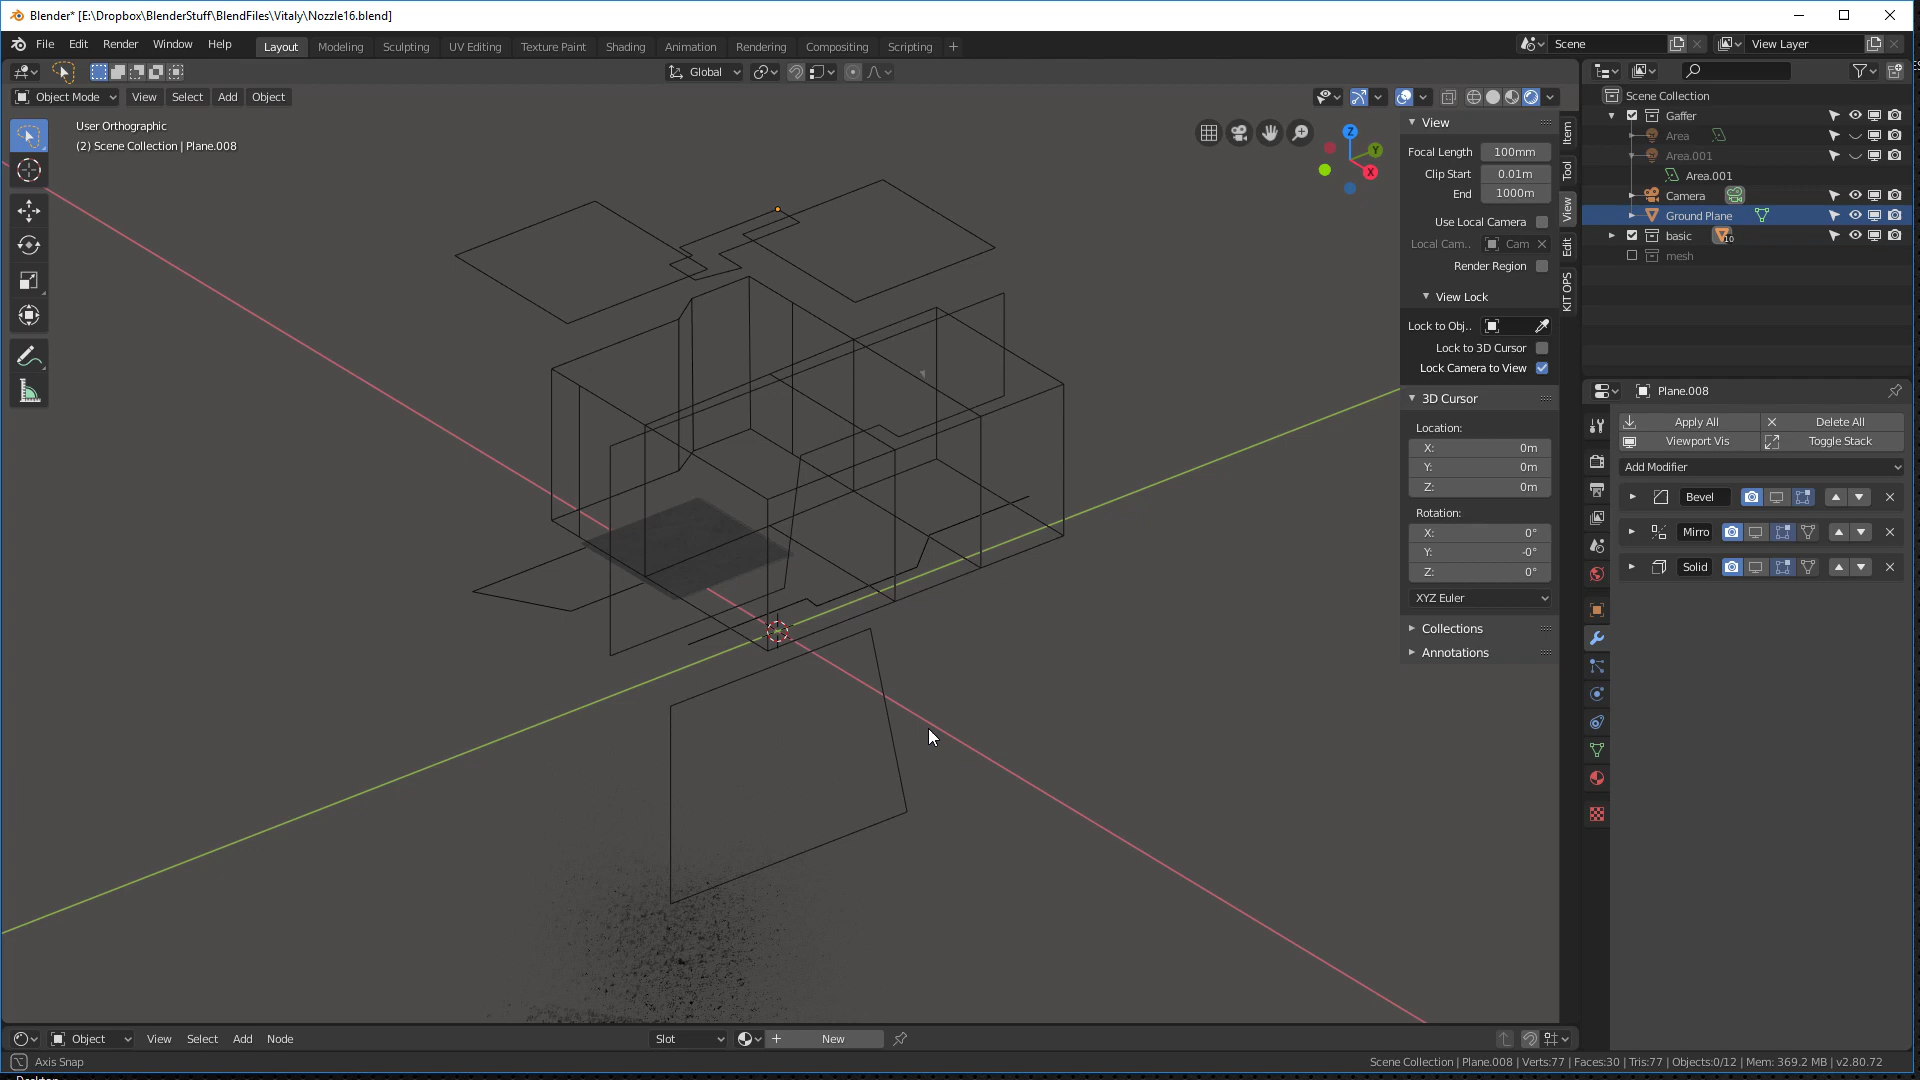 Blender* [E:\Dropbox\BlenderStuff\BlendFiles\Vitaly\Nozzle16.blend]
File Edit Render Window Help Layout Modeling Sculpting UV Editing Texture Paint Shading Animation Rendering Compositing Scripting + Scene View Layer
Global
Object Mode View Select Add Object
User Orthographic
(2) Scene Collection | Plane.008
Z
Y
X
View
Focal Length 100mm
Clip Start 0.01m
End 1000m
Use Local Camera
Local Cam.. Cam
Render Region
View Lock
Lock to Obj..
Lock to 3D Cursor
Lock Camera to View
3D Cursor
Location:
X: 0m
Y: 0m
Z: 0m
Rotation:
X: 0°
Y: -0°
Z: 0°
XYZ Euler
Collections
Annotations
Item
Tool
View
Edit
KIT OPS
Scene Collection
Gaffer
Area
Area.001
Area.001
Camera
Ground Plane
basic 10
mesh
Plane.008
Apply All Delete All
Viewport Vis Toggle Stack
Add Modifier
Bevel
Mirro
Solid
Object View Select Add Node Slot New
Axis Snap
Scene Collection | Plane.008 | Verts:77 | Faces:30 | Tris:77 | Objects:0/12 | Mem: 369.2 MB | v2.80.72